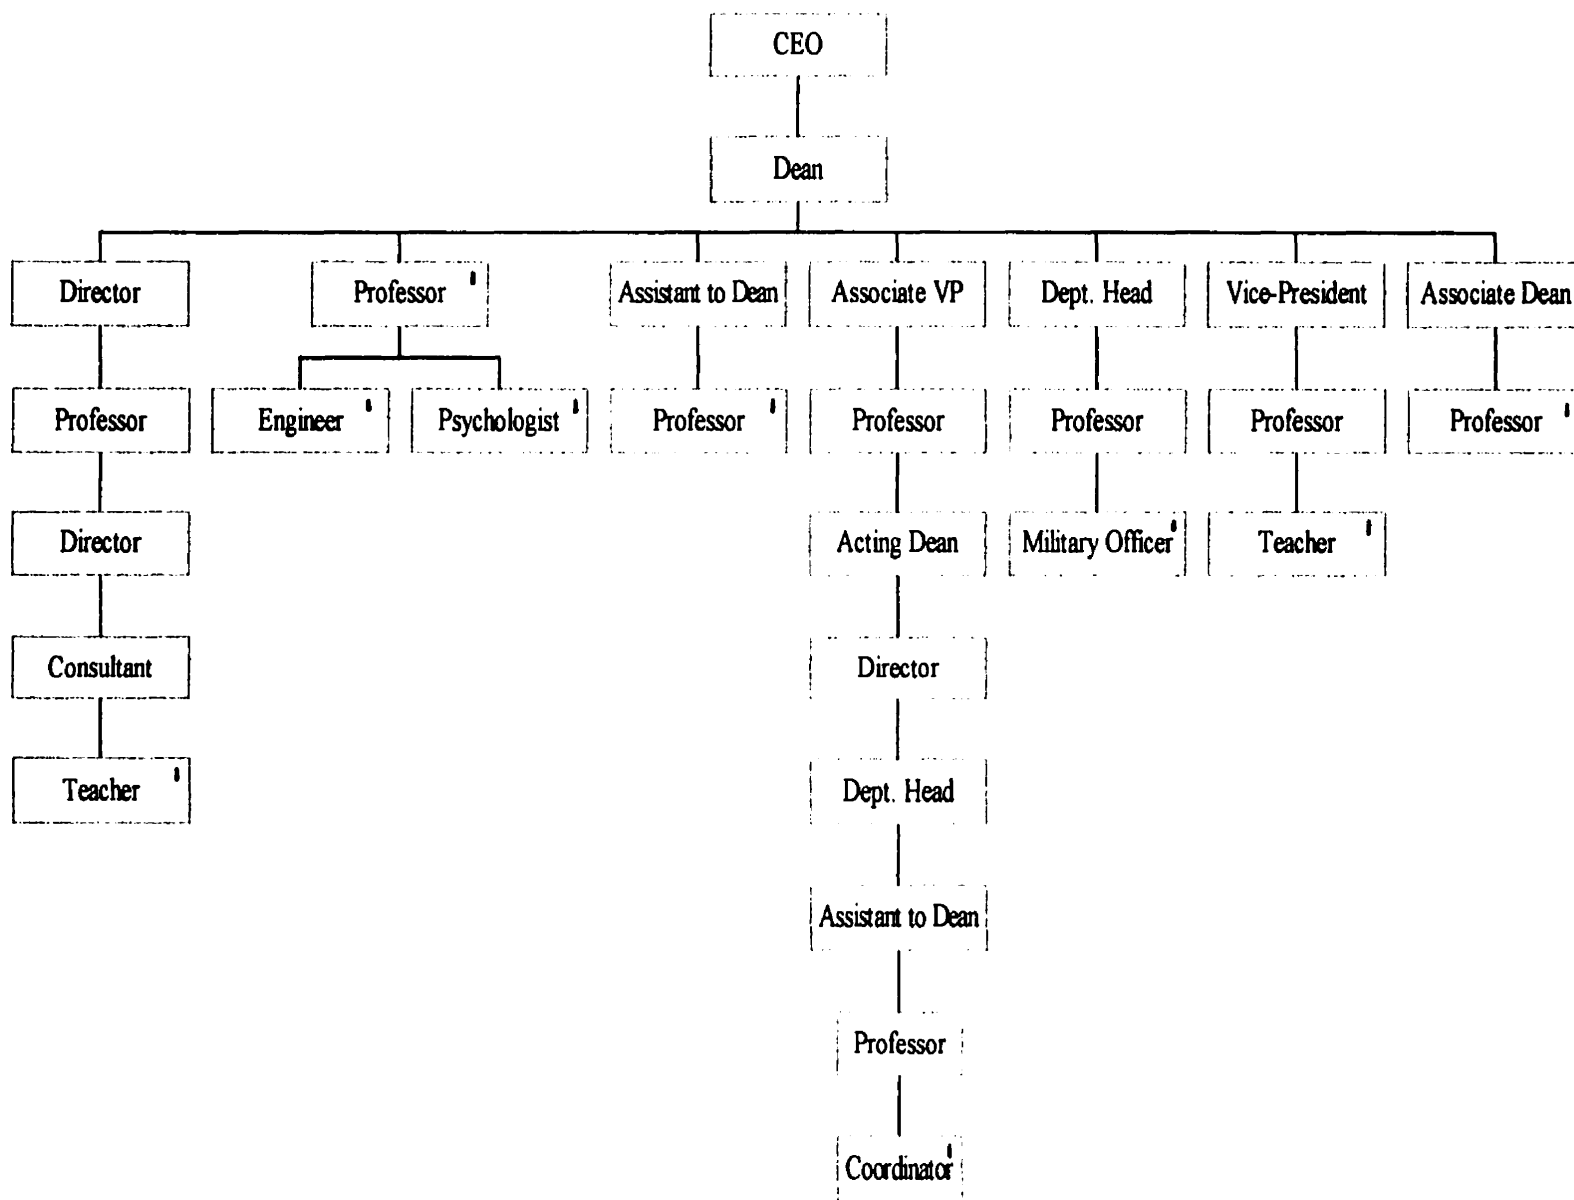 CEO
Dean
Director
Professor
Assistant to Dean
Associate VP
Dept. Head
Vice-President
Associate Dean
Professor
Engineer
Psychologist
Professor
Professor
Professor
Professor
Professor
Director
Acting Dean
Military Officer
Teacher
Consultant
Director
Teacher
Dept. Head
Assistant to Dean
Professor
Coordinator